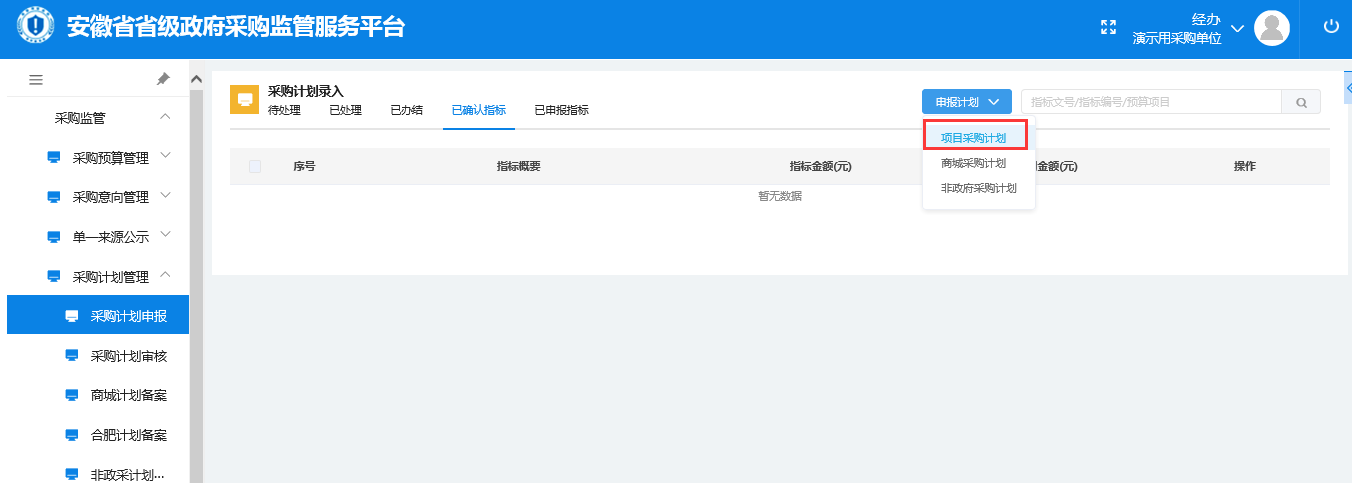 安徽省省级政府采购监管服务平台
经办
演示用采购单位
采购监管
采购预算管理
采购意向管理
单一来源公示
采购计划管理
采购计划申报
采购计划审核
商城计划备案
合肥计划备案
非政采计划...
采购计划录入
待处理 已处理 已办结 已确认指标 已申报指标
申报计划
指标文号/指标编号/预算项目
项目采购计划
商城采购计划
非政府采购计划
序号 指标概要 指标金额(元) 金额(元) 操作
暂无数据